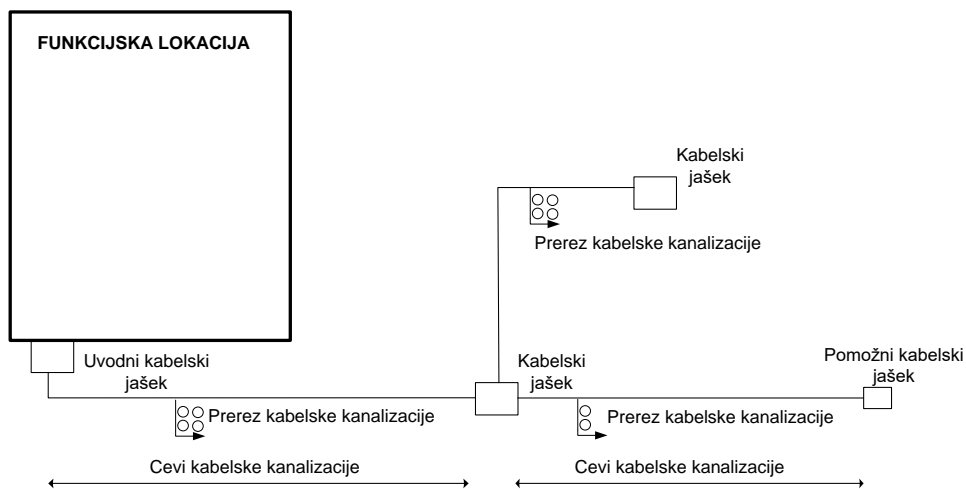 FUNKCIJSKA LOKACIJA
Kabelski
jašek
Prerez kabelske kanalizacije
Uvodni kabelski
jašek
Kabelski
jašek
Pomožni kabelski
jašek
Prerez kabelske kanalizacije
Prerez kabelske kanalizacije
Cevi kabelske kanalizacije
Cevi kabelske kanalizacije